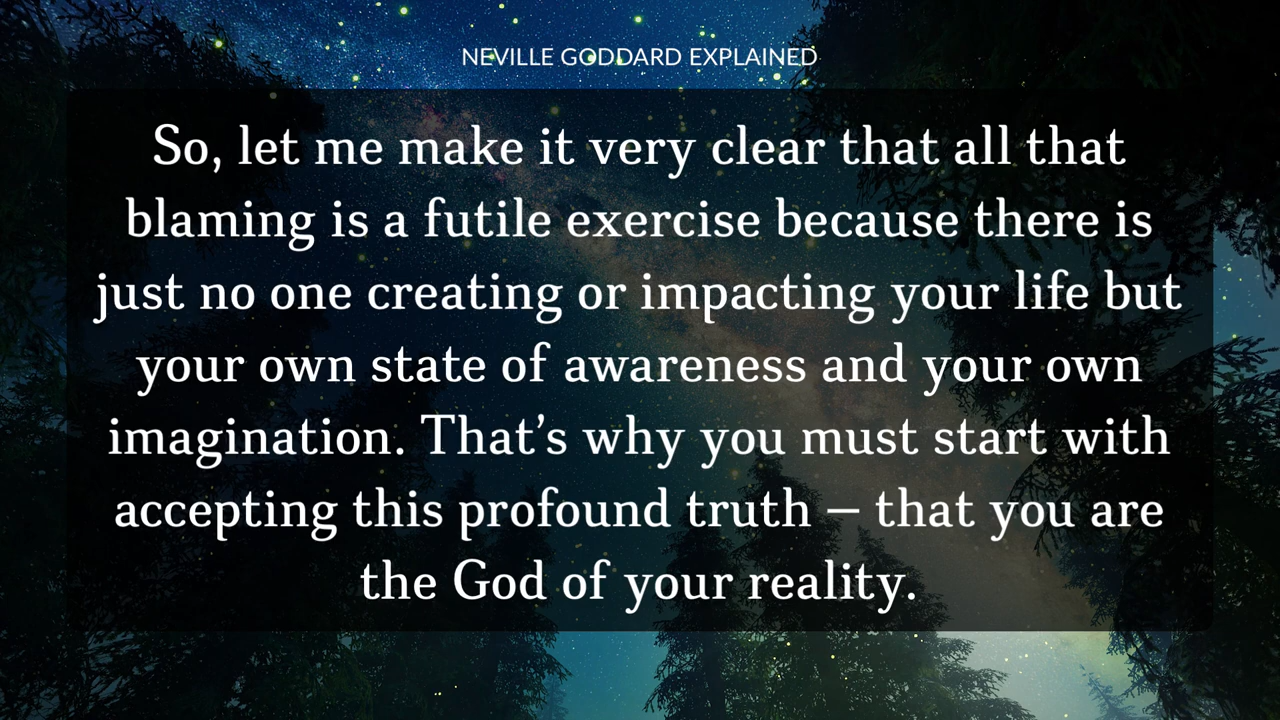 NEVILLE GODDARD EXPLAINED
So, let me make it very clear that all that
blaming is a futile exercise because there is
just no one creating or impacting your life but
your own state of awareness and your own
imagination. That’s why you must start with
accepting this profound truth – that you are
the God of your reality.